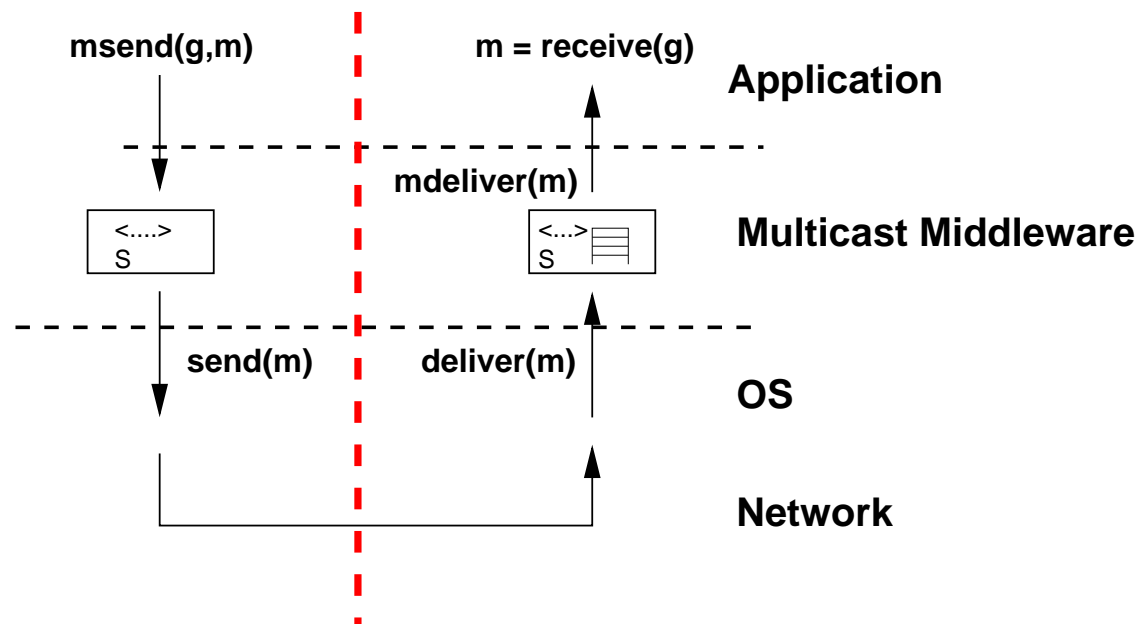 msend(g,m)
m = receive(g)
Application
mdeliver(m)
<....>
S
<...>
S
Multicast Middleware
send(m)
deliver(m)
OS
Network